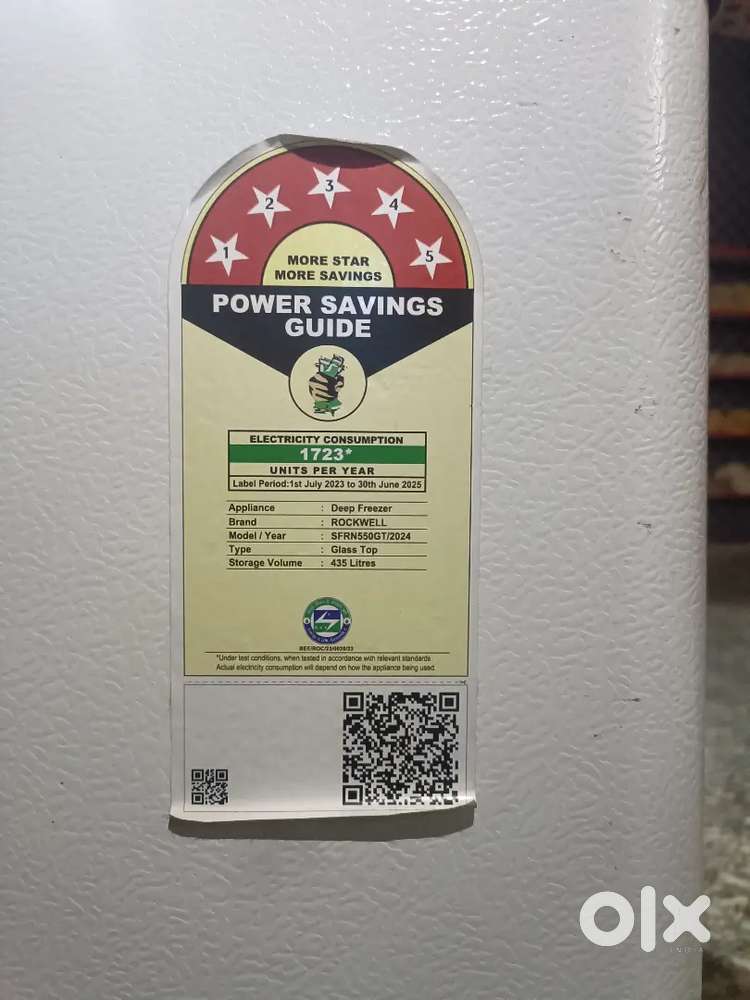 1
2
3
4
5
MORE STAR
MORE SAVINGS
POWER SAVINGS
GUIDE
ELECTRICITY CONSUMPTION
1723*
UNITS PER YEAR
Label Period:1st July 2023 to 30th June 2025
Appliance : Deep Freezer
Brand : ROCKWELL
Model / Year : SFRN550GT/2024
Type : Glass Top
Storage Volume : 435 Litres
*Under test conditions, when tested in accordance with relevant standards
Actual electricity consumption will depend on how the appliance being used
olx
INDIA